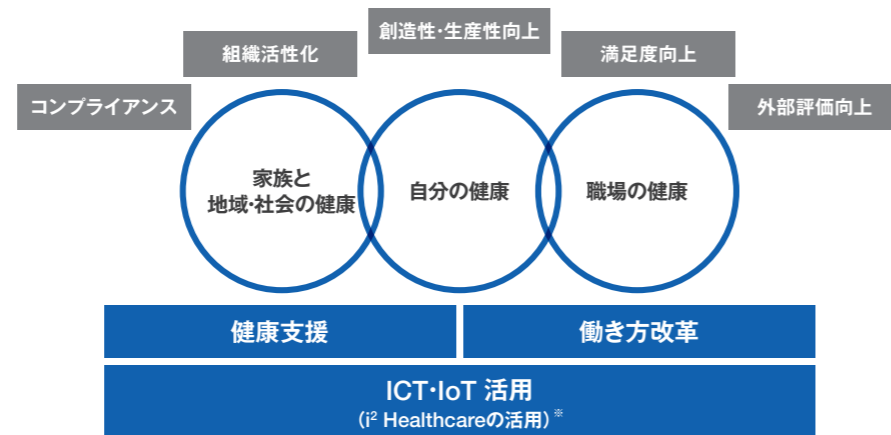 創造性・生産性向上
組織活性化
満足度向上
コンプライアンス
外部評価向上
家族と
地域・社会の健康
自分の健康
職場の健康
健康支援
働き方改革
ICT・IoT 活用
(i² Healthcareの活用)※